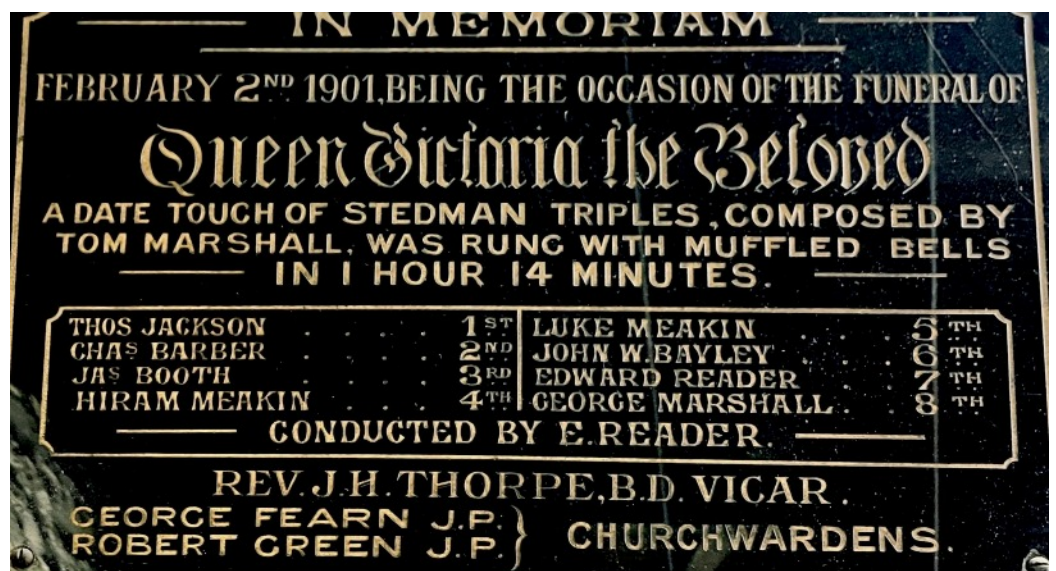 IN MEMORIAM
FEBRUARY 2ND 1901, BEING THE OCCASION OF THE FUNERAL OF
Queen Victoria the Beloved
A DATE TOUCH OF STEDMAN TRIPLES, COMPOSED BY
TOM MARSHALL, WAS RUNG WITH MUFFLED BELLS
IN 1 HOUR 14 MINUTES.
THOS JACKSON . . . . 1ST LUKE MEAKIN . . . 5TH
CHAS BARBER . . . . 2ND JOHN W. BAYLEY . . 6TH
JAS BOOTH . . . . 3RD EDWARD READER . . 7TH
HIRAM MEAKIN . . . . 4TH GEORGE MARSHALL . . 8TH
CONDUCTED BY E. READER.
REV. J. H. THORPE, B.D. VICAR.
GEORGE FEARN J.P. } CHURCHWARDENS.
ROBERT GREEN J.P.